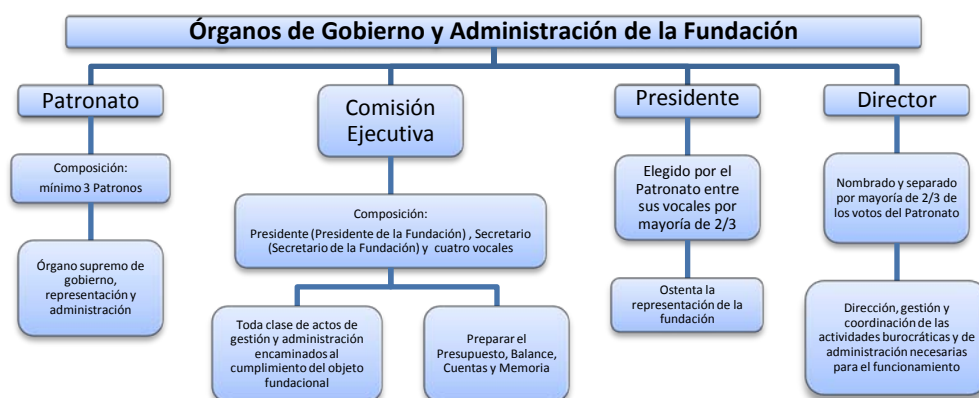 Órganos de Gobierno y Administración de la Fundación
Patronato
Composición:
mínimo 3 Patronos
Órgano supremo de
gobierno,
representación y
administración
Comisión
Ejecutiva
Composición:
Presidente (Presidente de la Fundación) , Secretario
(Secretario de la Fundación) y cuatro vocales
Toda clase de actos de
gestión y administración
encaminados al
cumplimiento del objeto
fundacional
Preparar el
Presupuesto, Balance,
Cuentas y Memoria
Presidente
Elegido por el
Patronato entre
sus vocales por
mayoría de 2/3
Ostenta la
representación de la
fundación
Director
Nombrado y separado
por mayoría de 2/3 de
los votos del Patronato
Dirección, gestión y
coordinación de las
actividades burocráticas y de
administración necesarias
para el funcionamiento